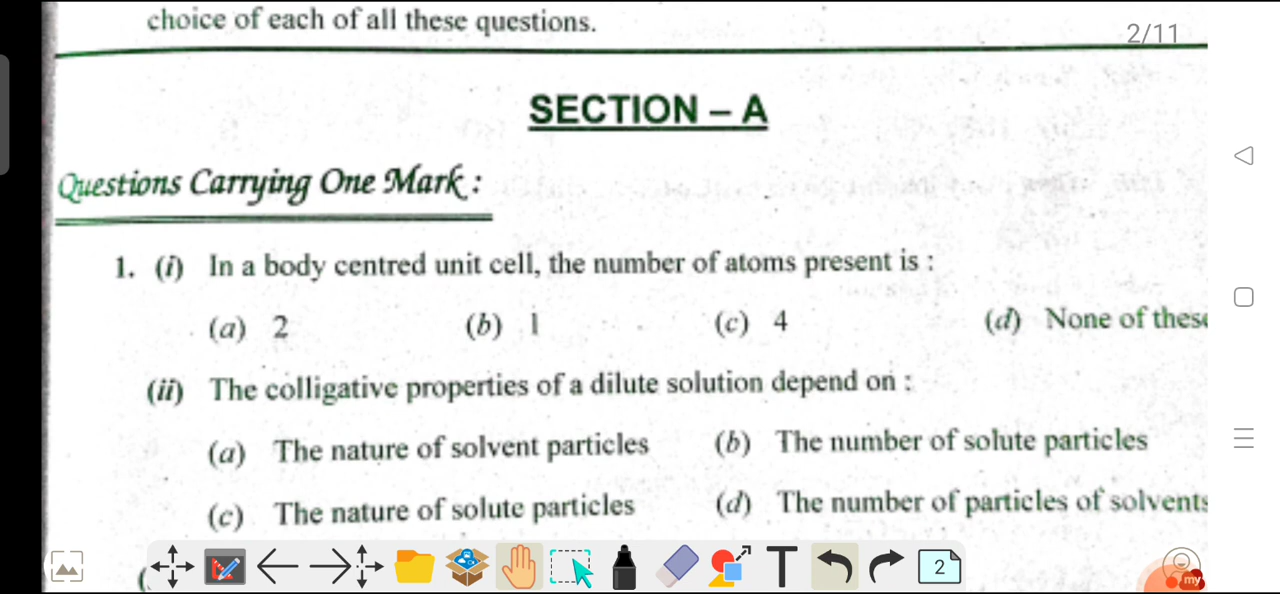 choice of each of all these questions.
2/11
SECTION – A
Questions Carrying One Mark :
1. (i) In a body centred unit cell, the number of atoms present is :
(a) 2 (b) 1 (c) 4 (d) None of these
(ii) The colligative properties of a dilute solution depend on :
(a) The nature of solvent particles (b) The number of solute particles
(c) The nature of solute particles (d) The number of particles of solvents
(
T
2
my